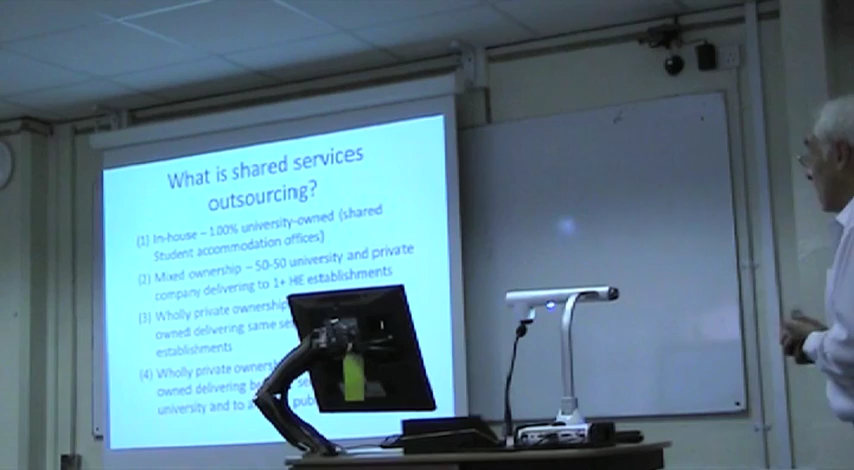 What is shared services
outsourcing?
(1) In-house – 100% university-owned (shared
Student accommodation offices)
(2) Mixed ownership – 50-50 university and private
company delivering to 1+ HE establishments
(3) Wholly private ownership
owned delivering same
establishments
(4) Wholly private
owned delivering
university and to